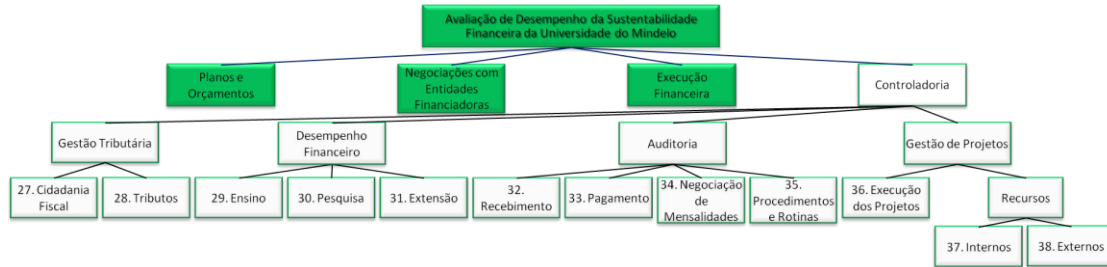 Avaliação de Desempenho da Sustentabilidade
Financeira da Universidade do Mindelo
Planos e
Orçamentos
Negociações com
Entidades
Financiadoras
Execução
Financeira
Controladoria
Gestão Tributária
Desempenho
Financeiro
Auditoria
Gestão de Projetos
27. Cidadania
Fiscal
28. Tributos
29. Ensino
30. Pesquisa
31. Extensão
32.
Recebimento
33. Pagamento
34. Negociação
de
Mensalidades
35.
Procedimentos
e Rotinas
36. Execução
dos Projetos
Recursos
37. Internos
38. Externos